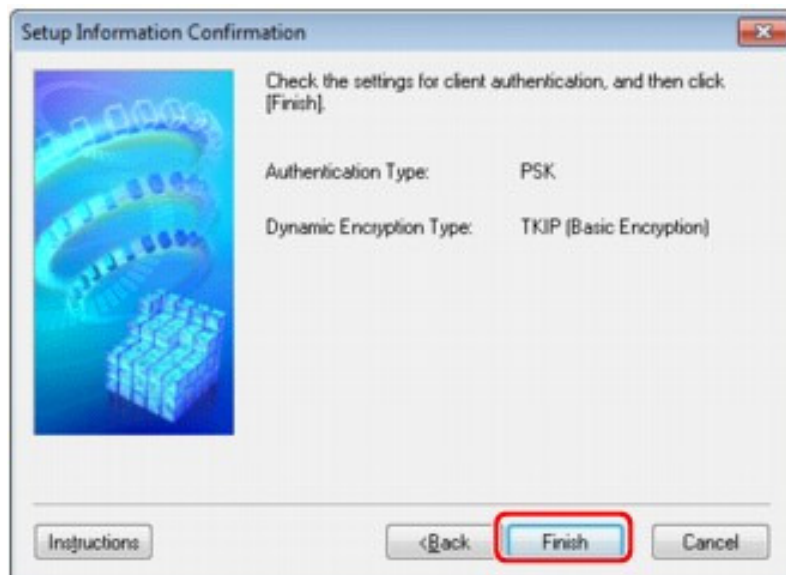 Setup Information Confirmation
Check the settings for client authentication, and then click
[Finish].
Authentication Type: PSK
Dynamic Encryption Type: TKIP (Basic Encryption)
Instructions <Back Finish Cancel